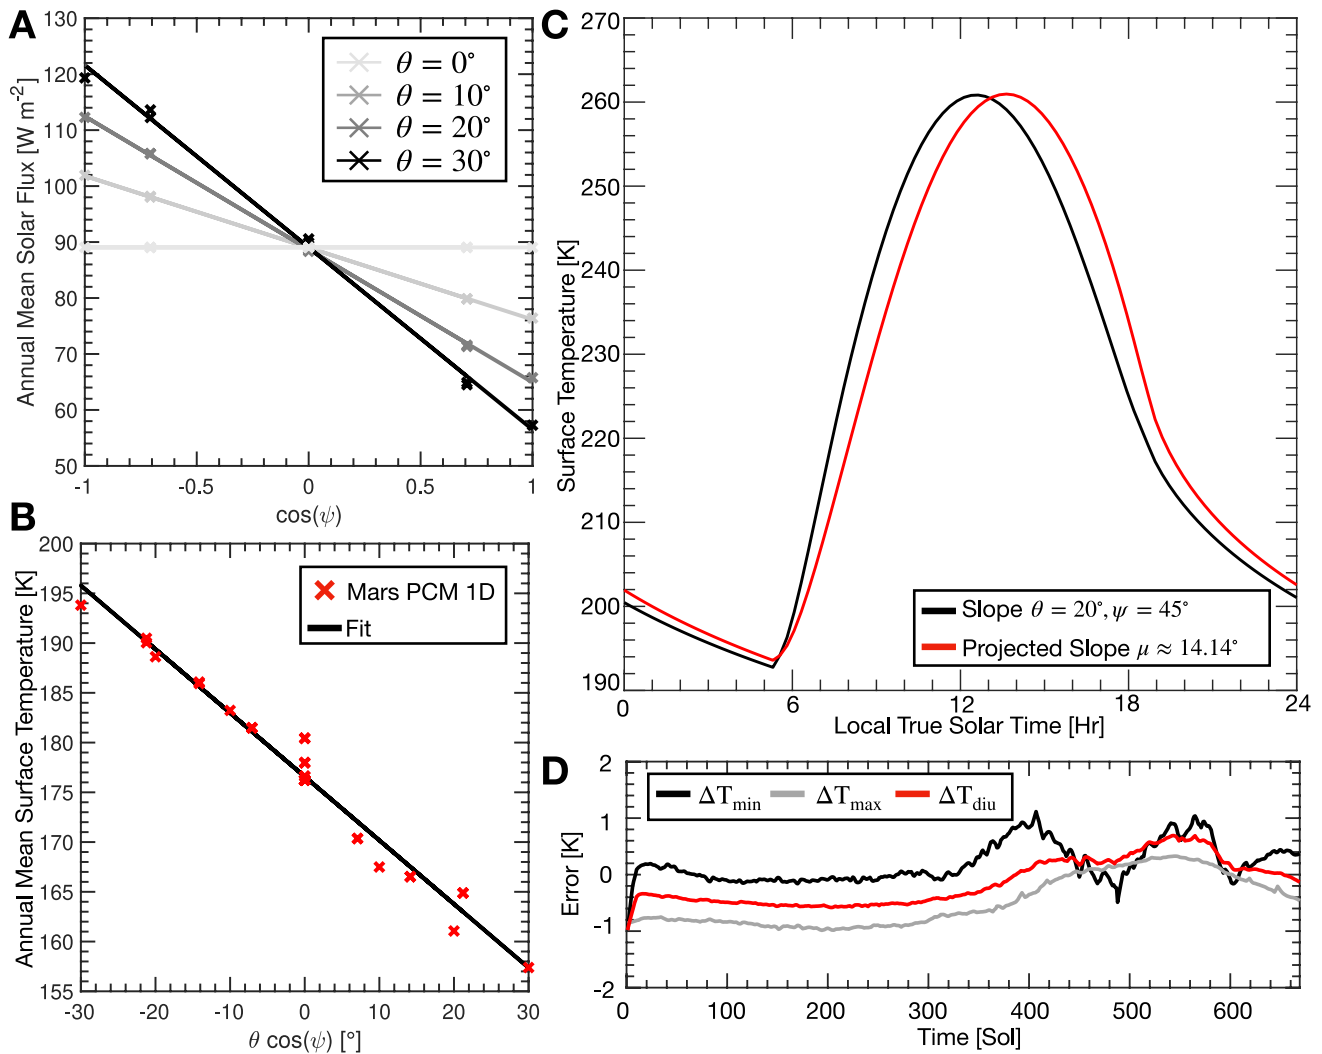 A
130
120
110
100
90
80
70
60
50
Annual Mean Solar Flux [W m-2]
θ = 0°
θ = 10°
θ = 20°
θ = 30°
-1
-0.5
0
0.5
1
cos(ψ)
B
200
195
190
185
180
175
170
165
160
155
Annual Mean Surface Temperature [K]
Mars PCM 1D
Fit
-30
-20
-10
0
10
20
30
θ cos(ψ) [°]
C
270
260
250
240
230
220
210
200
190
Surface Temperature [K]
Slope θ = 20°, ψ = 45°
Projected Slope μ ≈ 14.14°
0
6
12
18
24
Local True Solar Time [Hr]
D
2
1
0
-1
-2
Error [K]
ΔTmin ΔTmax ΔTdiu
0
100
200
300
400
500
600
Time [Sol]